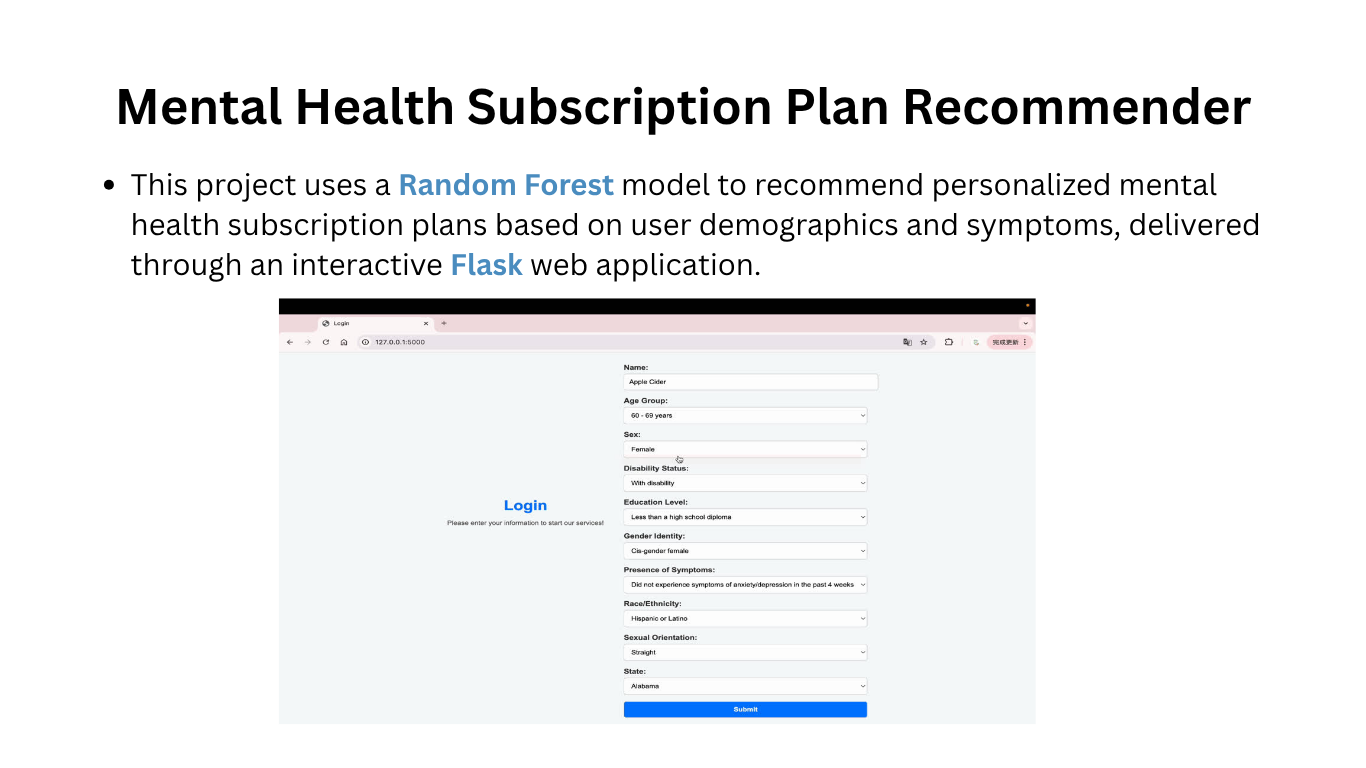 Mental Health Subscription Plan Recommender
• This project uses a Random Forest model to recommend personalized mental
health subscription plans based on user demographics and symptoms, delivered
through an interactive Flask web application.
Login
127.0.0.1:5000
完成更新
Name:
Apple Cider
Age Group:
60 - 69 years
Sex:
Female
Disability Status:
With disability
Education Level:
Less than a high school diploma
Gender Identity:
Cis-gender female
Presence of Symptoms:
Did not experience symptoms of anxiety/depression in the past 4 weeks
Race/Ethnicity:
Hispanic or Latino
Sexual Orientation:
Straight
State:
Alabama
Submit
Login
Please enter your information to start our services!